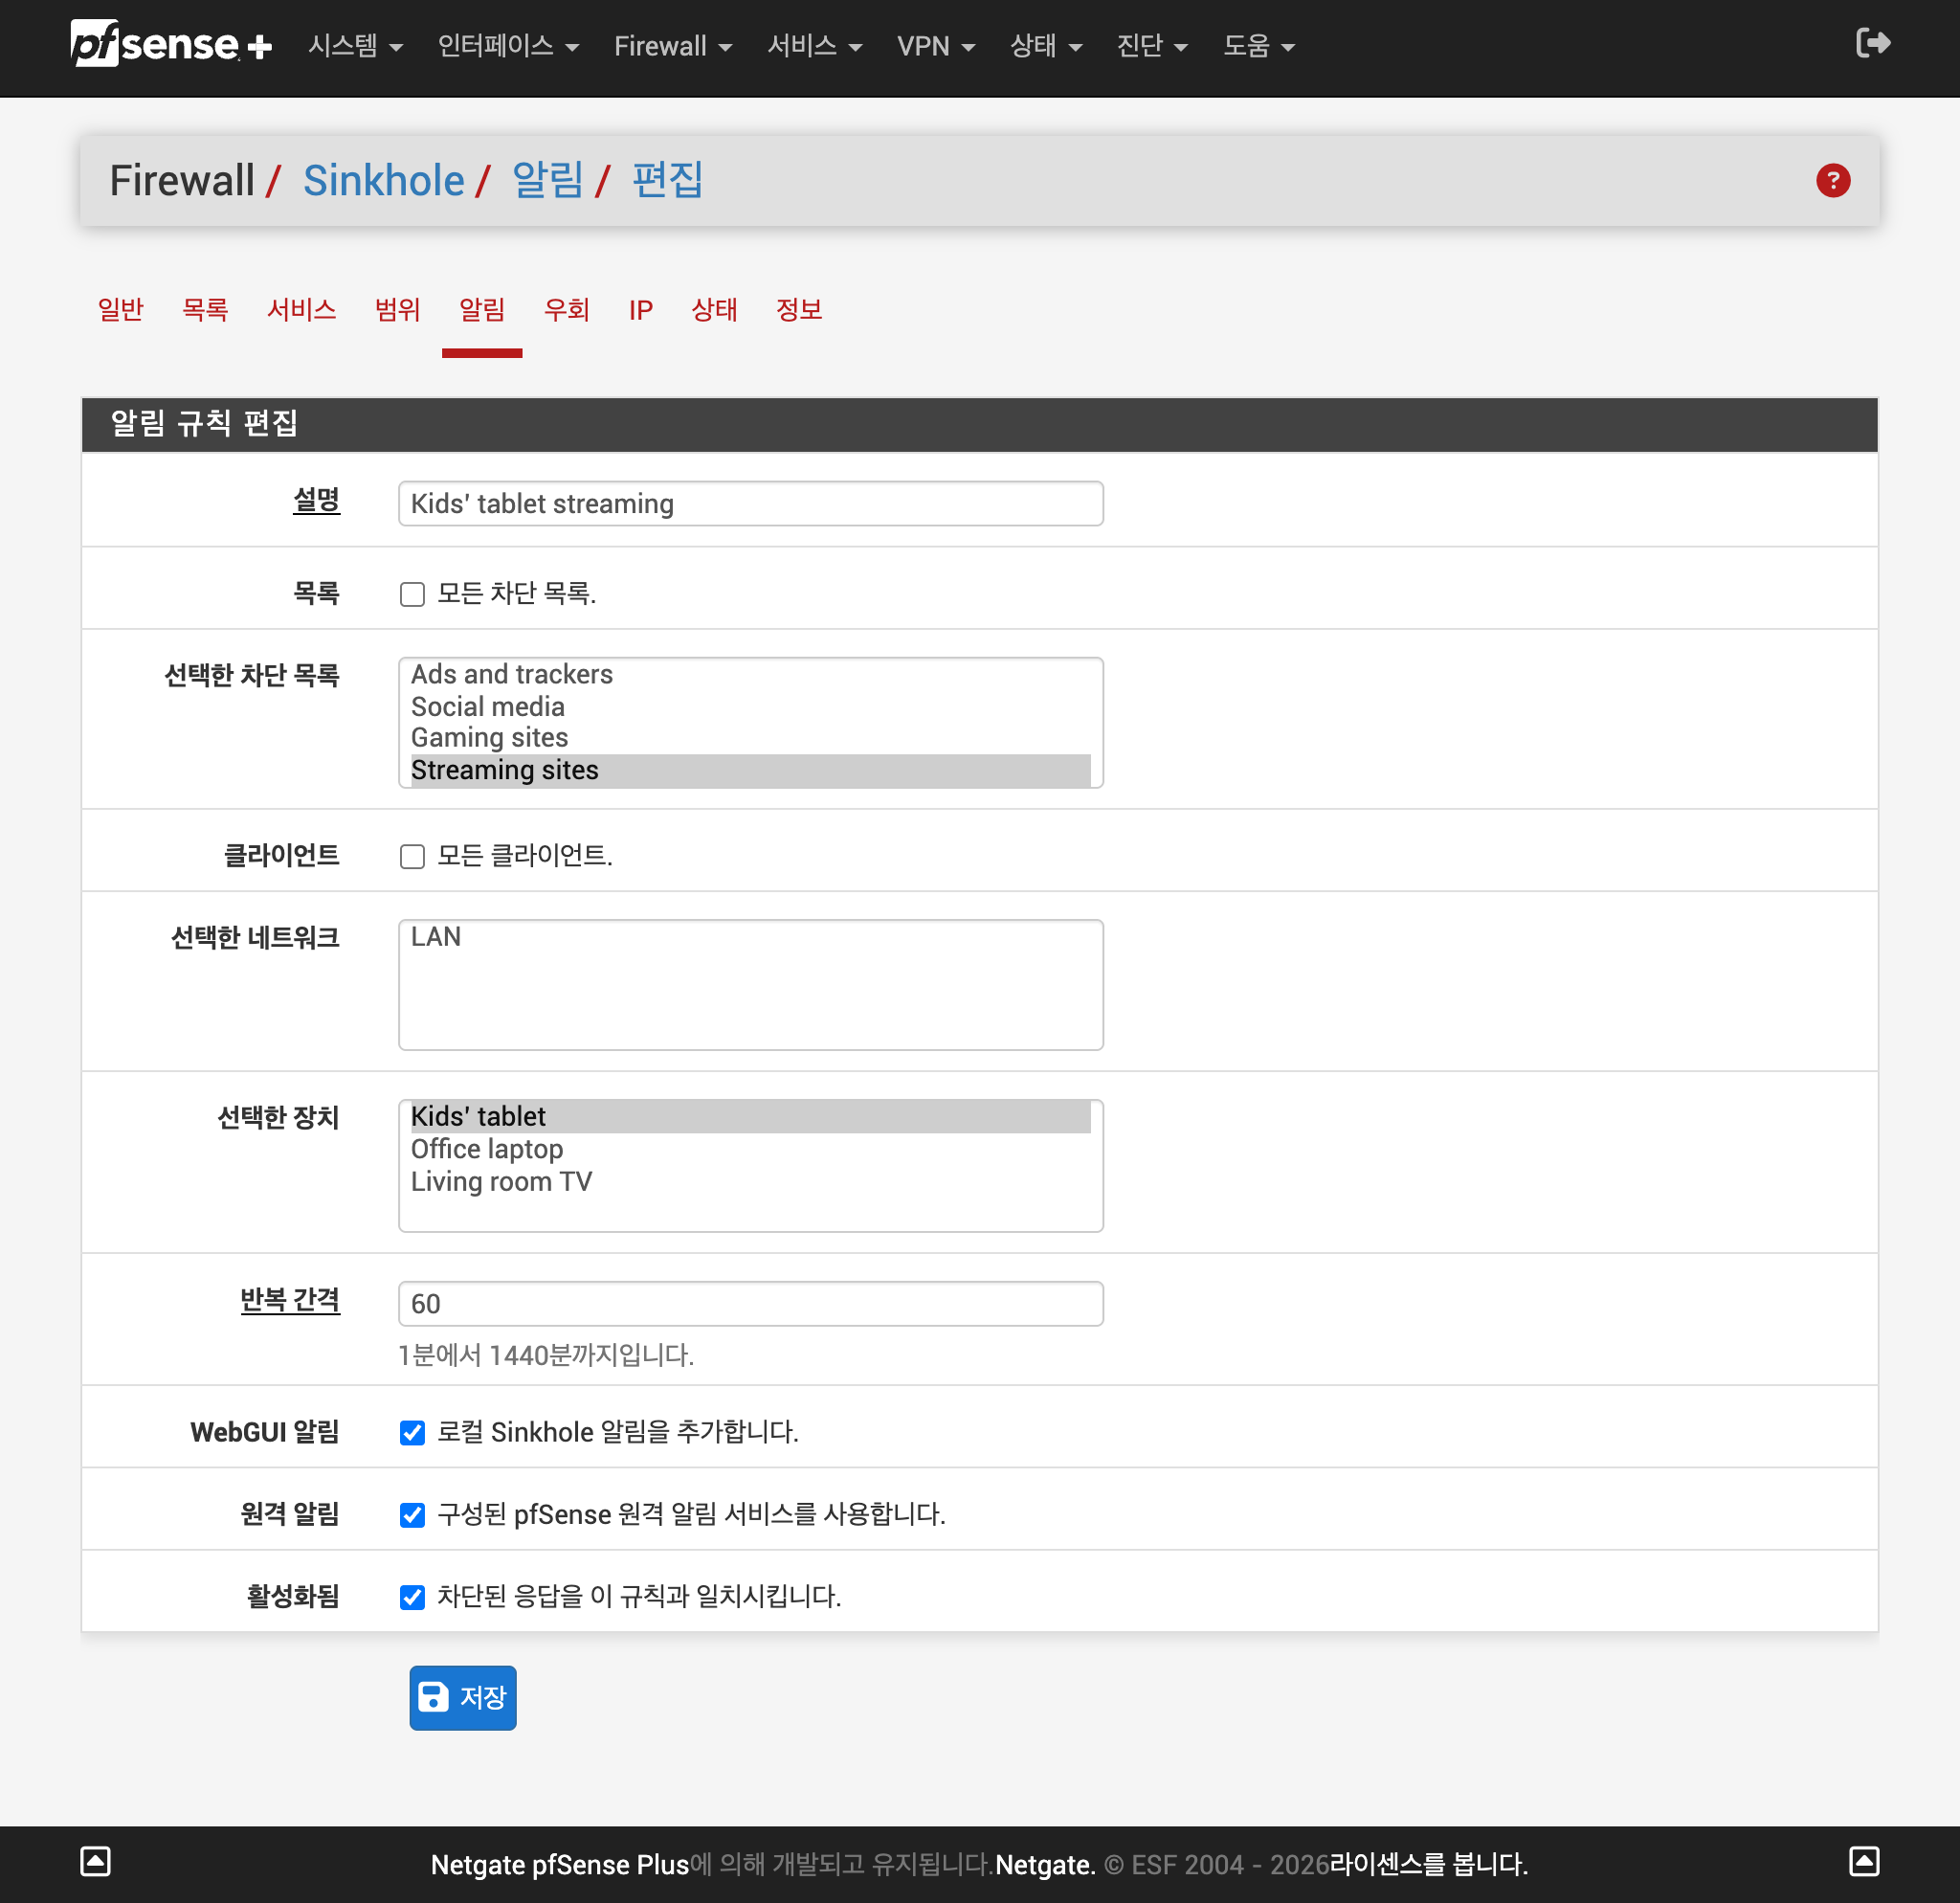 pfsense+ 시스템 인터페이스 Firewall 서비스 VPN 상태 진단 도움
Firewall / Sinkhole / 알림 / 편집
?
일반 목록 서비스 범위 알림 우회 IP 상태 정보
알림 규칙 편집
설명 Kids' tablet streaming
목록 모든 차단 목록.
선택한 차단 목록 Ads and trackers
Social media
Gaming sites
Streaming sites
클라이언트 모든 클라이언트.
선택한 네트워크 LAN
선택한 장치 Kids' tablet
Office laptop
Living room TV
반복 간격 60
1분에서 1440분까지입니다.
WebGUI 알림 로컬 Sinkhole 알림을 추가합니다.
원격 알림 구성된 pfSense 원격 알림 서비스를 사용합니다.
활성화됨 차단된 응답을 이 규칙과 일치시킵니다.
저장
Netgate pfSense Plus에 의해 개발되고 유지됩니다.Netgate. © ESF 2004 - 2026라이센스를 봅니다.